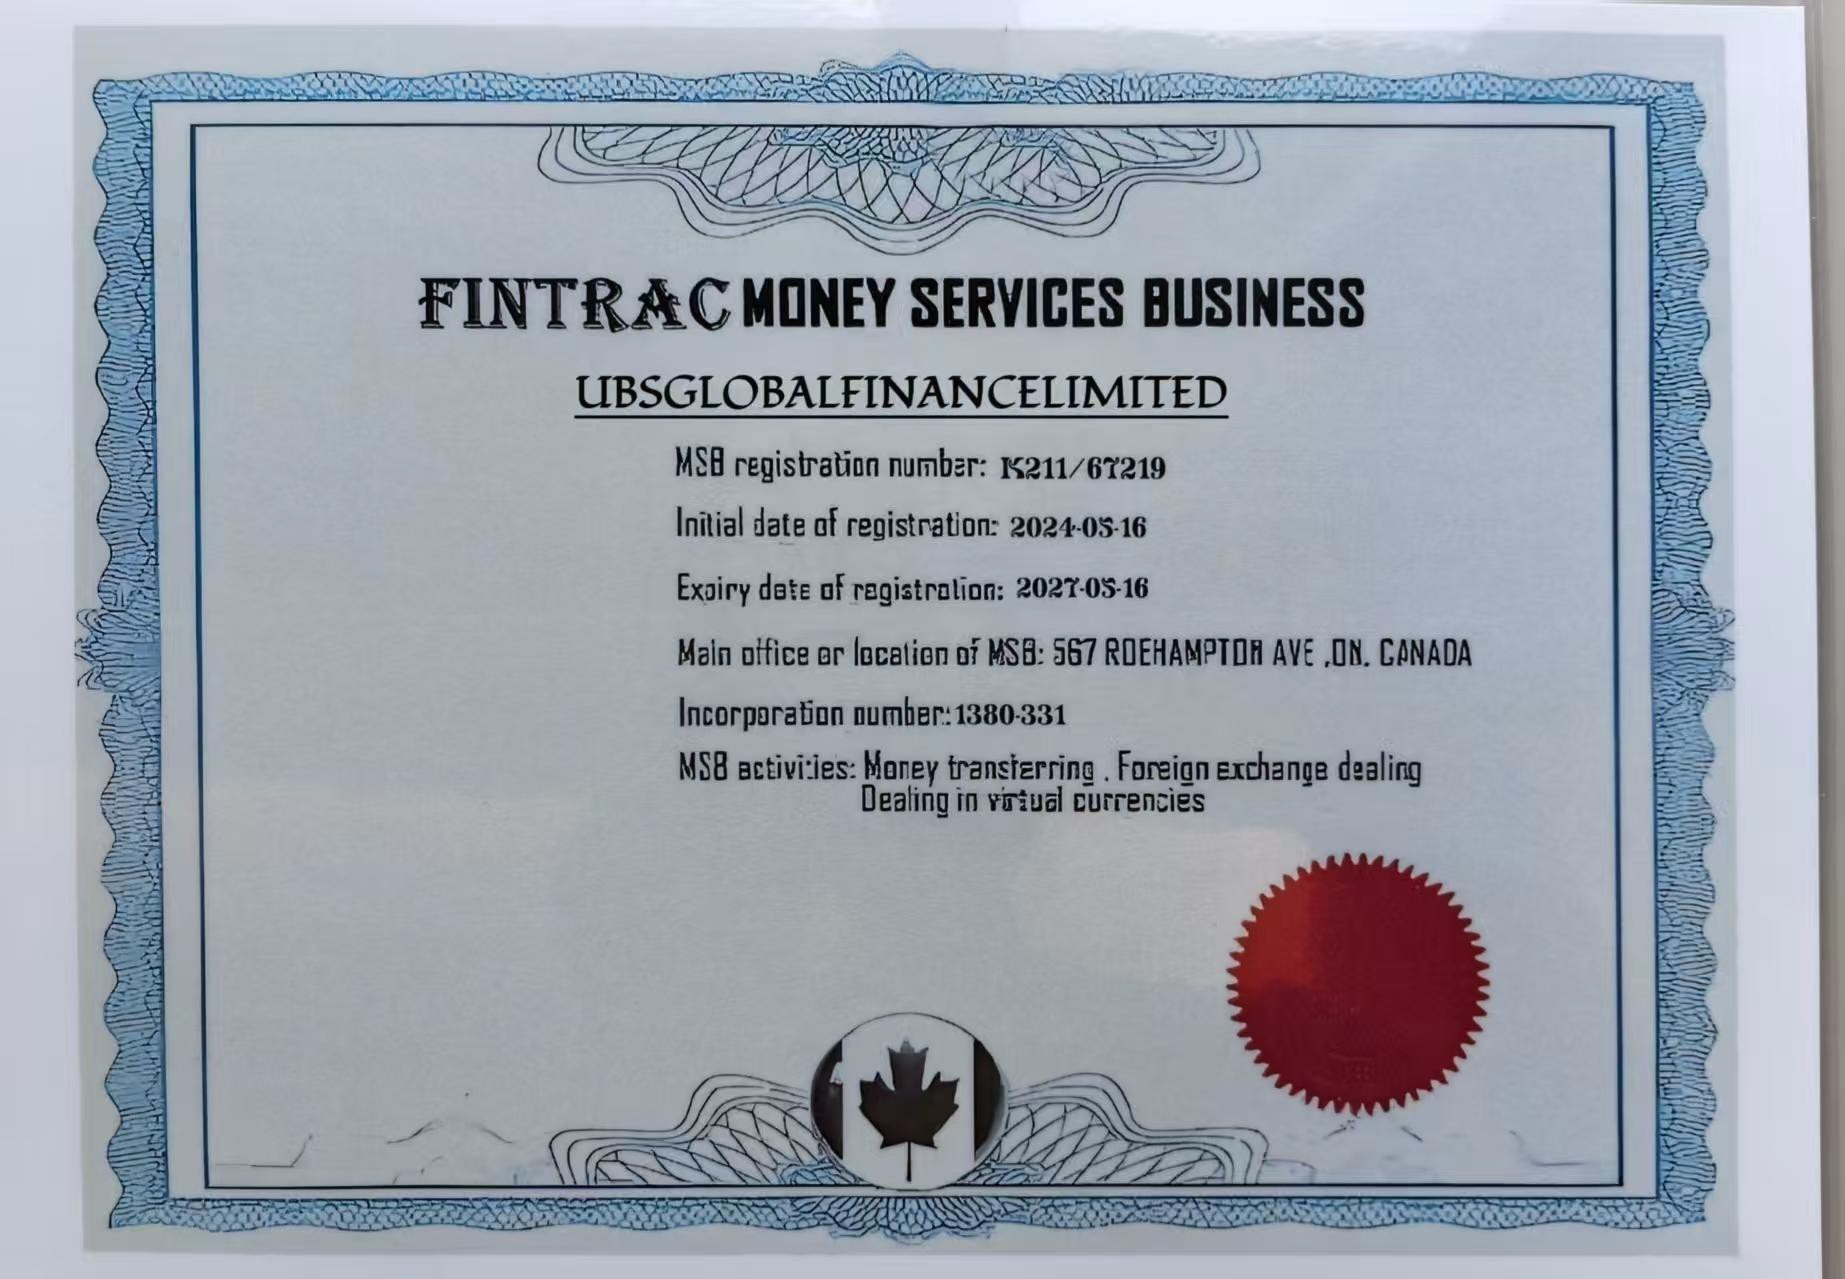 FINTRAC MONEY SERVICES BUSINESS
UBSGLOBALFINANCELIMITED
MSB registration number: K211/67219
Initial date of registration: 2024-05-16
Expiry date of registration: 2027-05-16
Main office or location of MSB: 567 ROEHAMPTON AVE ,ON. CANADA
Incorporation number:1380-331
MSB activities: Money transferring . Foreign exchange dealing
Dealing in virtual currencies